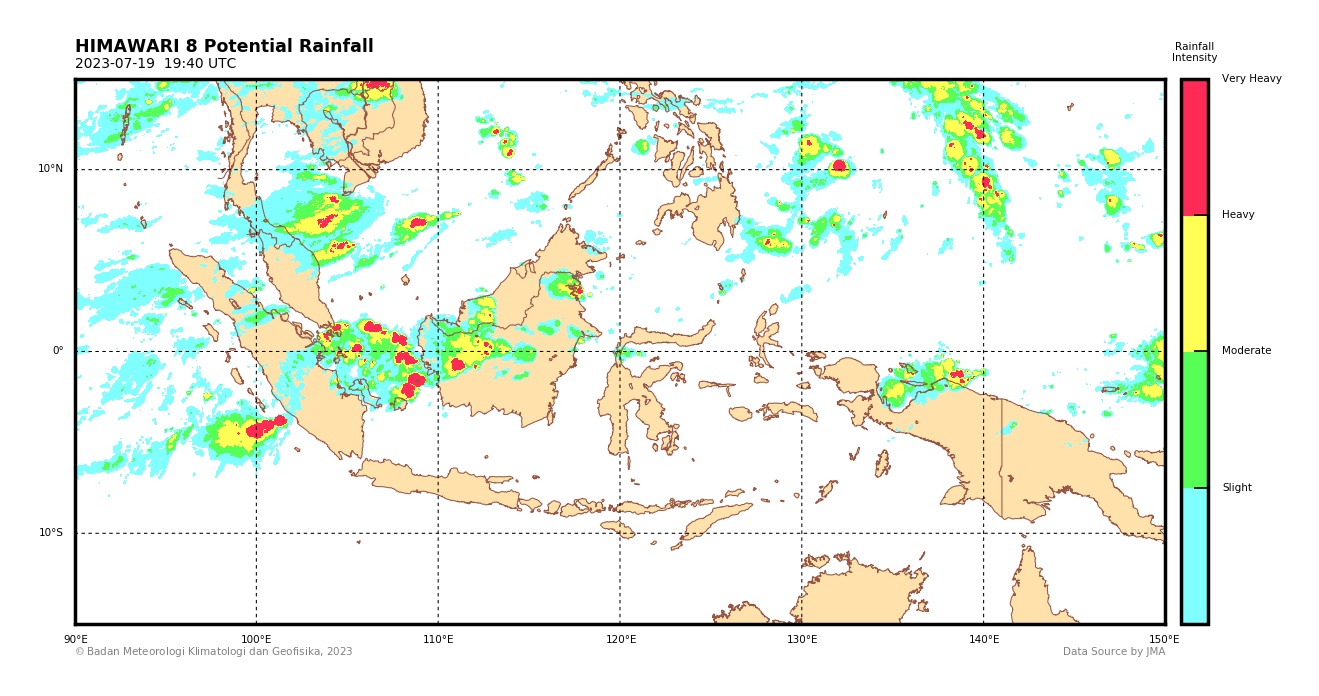 HIMAWARI 8 Potential Rainfall
2023-07-19  19:40 UTC
Rainfall
Intensity
Very Heavy
Heavy
Moderate
Slight
10°N
0°
10°S
90°E
100°E
110°E
120°E
130°E
140°E
150°E
© Badan Meteorologi Klimatologi dan Geofisika, 2023
Data Source by JMA